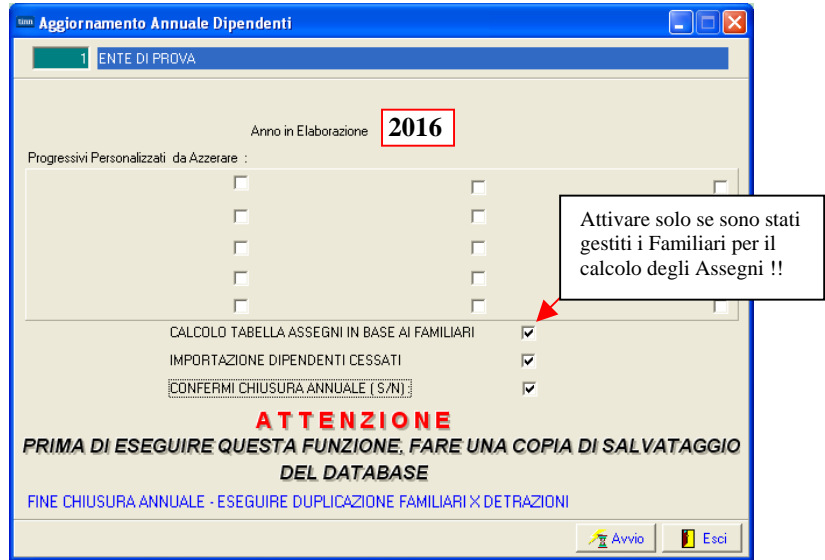 tinn Aggiornamento Annuale Dipendenti
1 ENTE DI PROVA
Anno in Elaborazione 2016
Progressivi Personalizzati da Azzerare :
Attivare solo se sono stati
gestiti i Familiari per il
calcolo degli Assegni !!
CALCOLO TABELLA ASSEGNI IN BASE AI FAMILIARI
IMPORTAZIONE DIPENDENTI CESSATI
CONFERMI CHIUSURA ANNUALE ( S/N) :
ATTENZIONE
PRIMA DI ESEGUIRE QUESTA FUNZIONE, FARE UNA COPIA DI SALVATAGGIO
DEL DATABASE
FINE CHIUSURA ANNUALE - ESEGUIRE DUPLICAZIONE FAMILIARI X DETRAZIONI
Avvio Esci